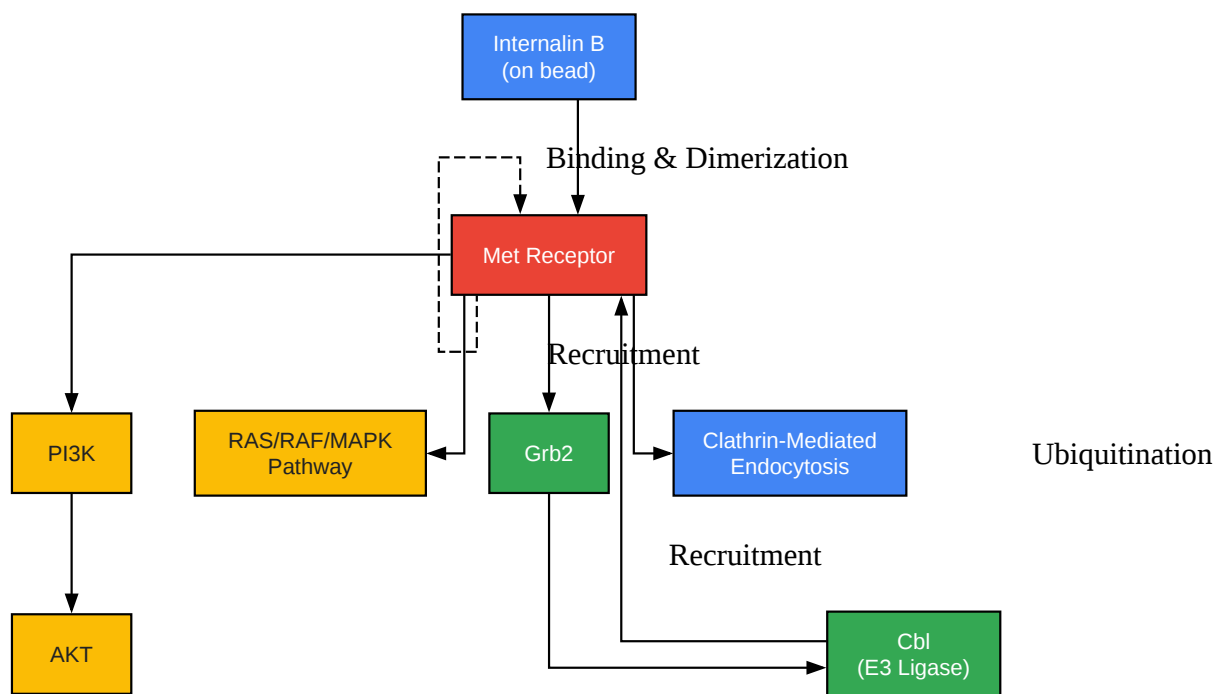 Internalin B
(on bead)
Binding & Dimerization
Met Receptor
Recruitment
PI3K
RAS/RAF/MAPK
Pathway
Grb2
Clathrin-Mediated
Endocytosis
Ubiquitination
Recruitment
AKT
Cbl
(E3 Ligase)